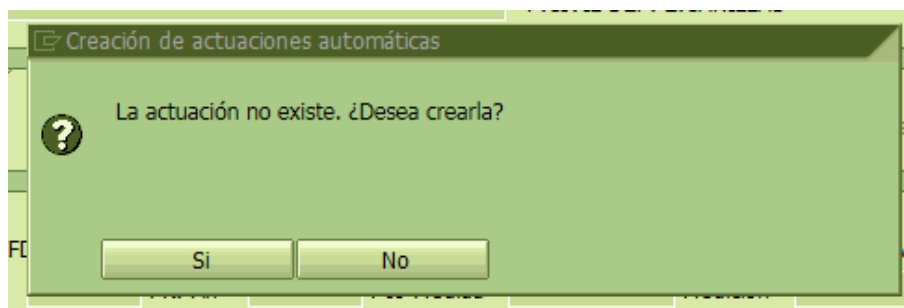 Creación de actuaciones automáticas
La actuación no existe. ¿Desea crearla?
Si
No